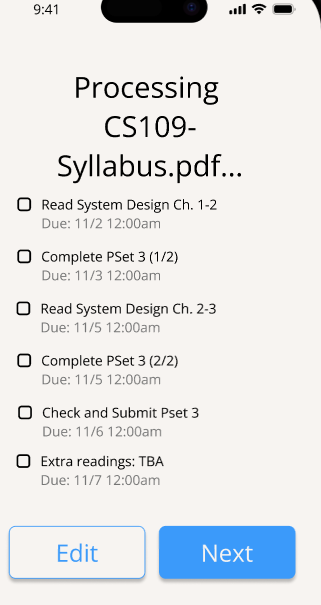 9:41
Processing
CS109-
Syllabus.pdf...
Read System Design Ch. 1-2
Due: 11/2 12:00am
Complete PSet 3 (1/2)
Due: 11/3 12:00am
Read System Design Ch. 2-3
Due: 11/5 12:00am
Complete PSet 3 (2/2)
Due: 11/5 12:00am
Check and Submit Pset 3
Due: 11/6 12:00am
Extra readings: TBA
Due: 11/7 12:00am
Edit
Next